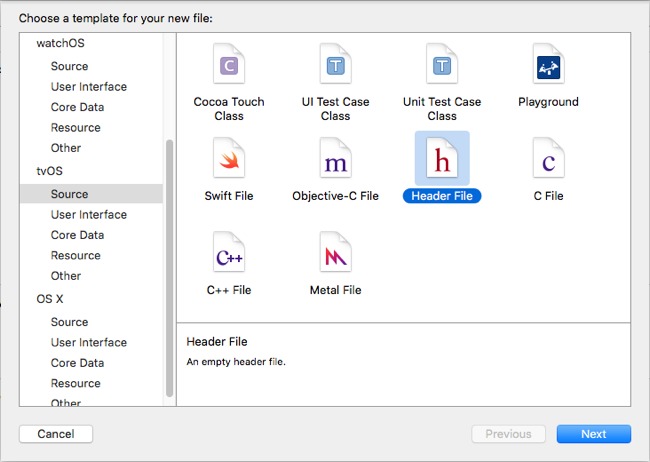 Choose a template for your new file:
watchOS
Source
User Interface
Core Data
Resource
Other
tvOS
Source
User Interface
Core Data
Resource
Other
OS X
Source
User Interface
Core Data
Resource
Other
C
T
T
Cocoa Touch
Class
UI Test Case
Class
Unit Test Case
Class
Playground
m
h
c
Swift File
Objective-C File
Header File
C File
C++
C++ File
Metal File
Header File
An empty header file.
Cancel
Previous
Next